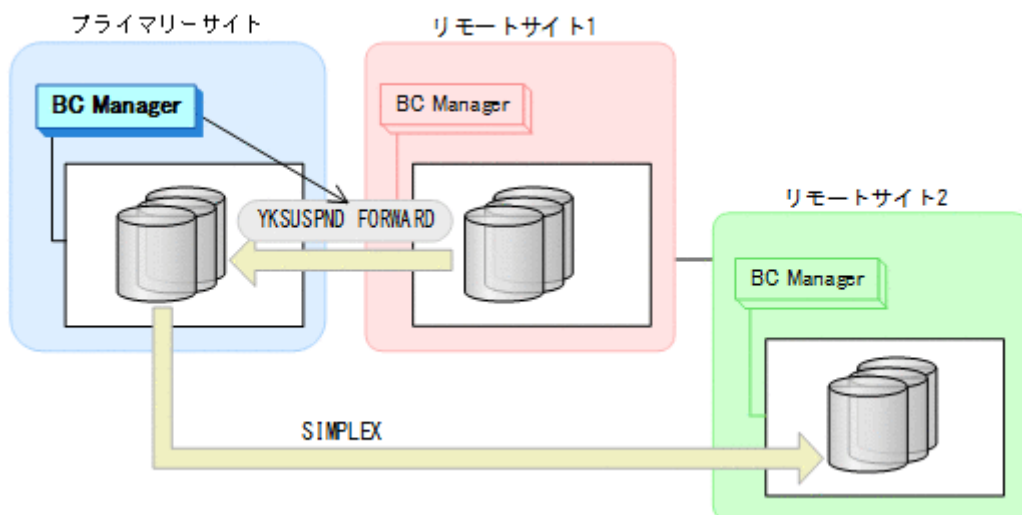 プライマリーサイト
リモートサイト1
BC Manager
BC Manager
YKSUSPND FORWARD
リモートサイト2
BC Manager
SIMPLEX